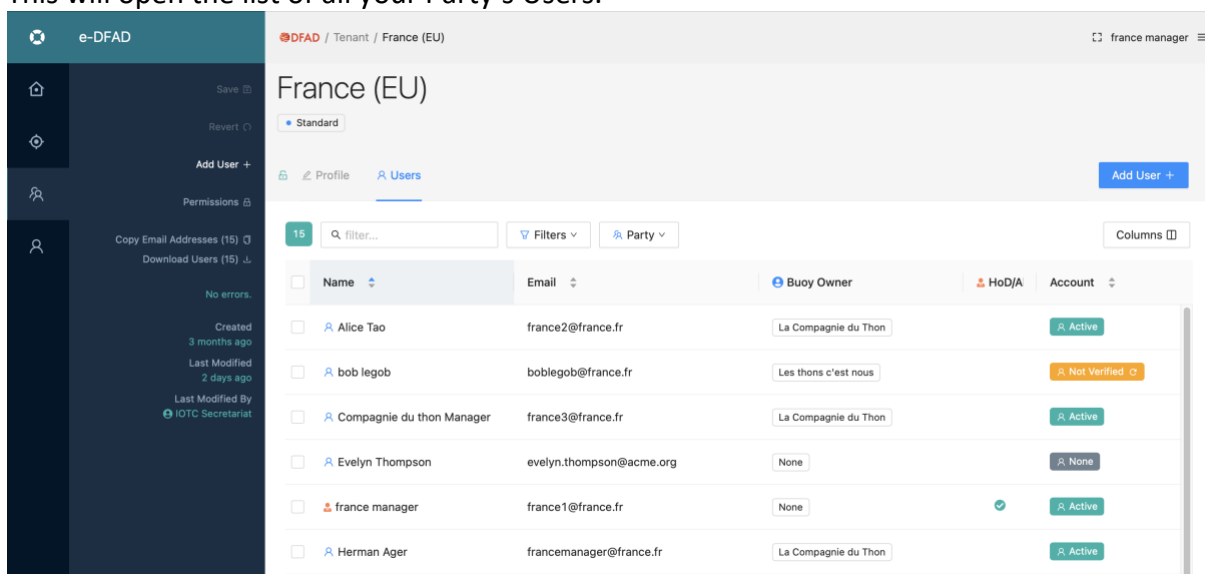 This will open the list of all your Party's Users.
e-DFAD
DFAD / Tenant / France (EU)
france manager
Save
Revert
Add User +
Permissions
Copy Email Addresses (15)
Download Users (15)
No errors.
Created
3 months ago
Last Modified
2 days ago
Last Modified By
IOTC Secretariat
France (EU)
Standard
Profile Users
Add User +
15 filter... Filters Party Columns
Name Email Buoy Owner HoD/A Account
Alice Tao france2@france.fr La Compagnie du Thon Active
bob legob boblegob@france.fr Les thons c'est nous Not Verified
Compagnie du thon Manager france3@france.fr La Compagnie du Thon Active
Evelyn Thompson evelyn.thompson@acme.org None None
france manager france1@france.fr None Active
Herman Ager francemanager@france.fr La Compagnie du Thon Active